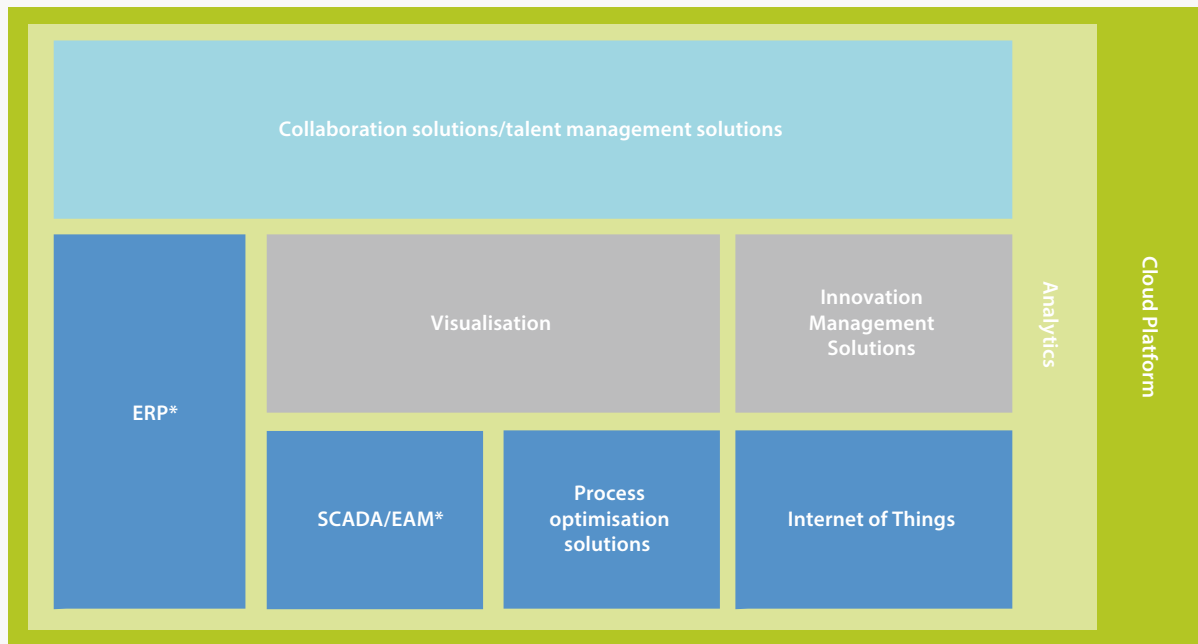 Collaboration solutions/talent management solutions
ERP*
Visualisation
Innovation
Management
Solutions
SCADA/EAM*
Process
optimisation
solutions
Internet of Things
Analytics
Cloud Platform